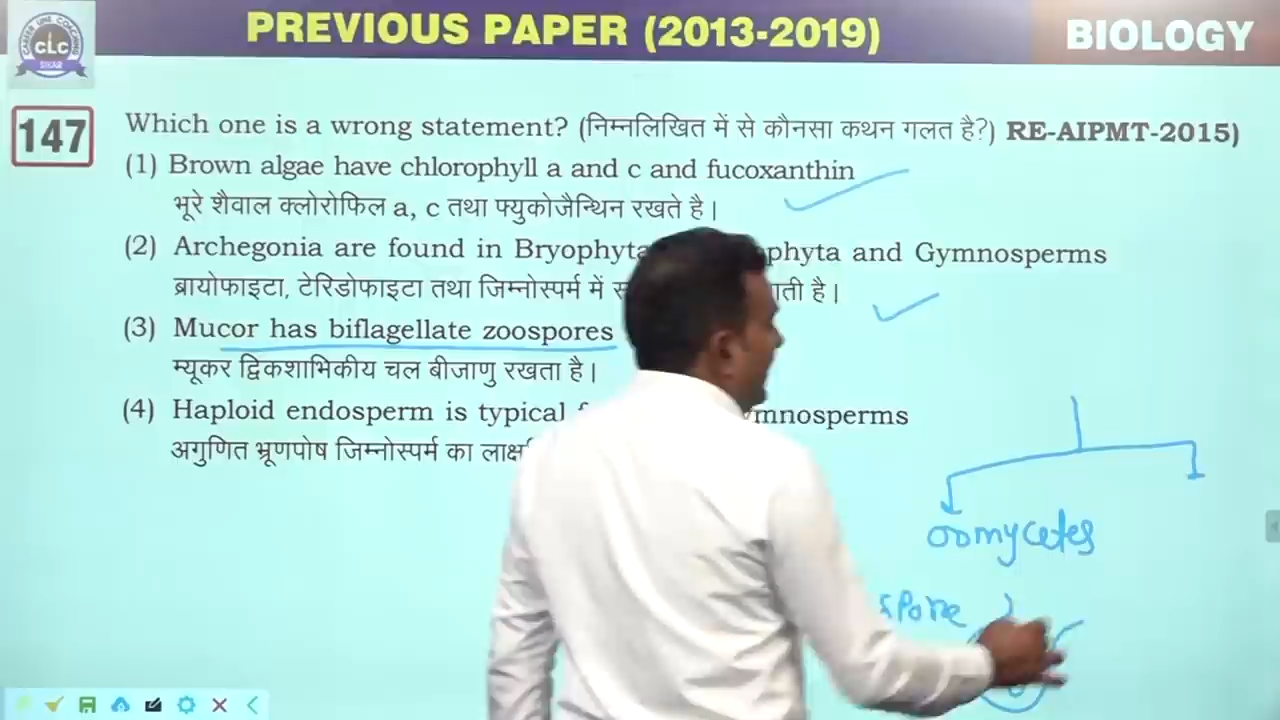 PREVIOUS PAPER (2013-2019)
BIOLOGY
CLC
SIKAR
147
Which one is a wrong statement? (निम्नलिखित में से कौनसा कथन गलत है?) RE-AIPMT-2015)
(1) Brown algae have chlorophyll a and c and fucoxanthin
भूरे शैवाल क्लोरोफिल a, c तथा फ्युकोजैन्थिन रखते है।
(2) Archegonia are found in Bryophyta phyta and Gymnosperms
ब्रायोफाइटा, टेरिडोफाइटा तथा जिम्नोस्पर्म में है।
(3) Mucor has biflagellate zoospores
म्यूकर द्विकशाभिकीय चल बीजाणु रखता है।
(4) Haploid endosperm is typical mnosperms
अगुणित भ्रूणपोष जिम्नोस्पर्म का
oomycetes
spore